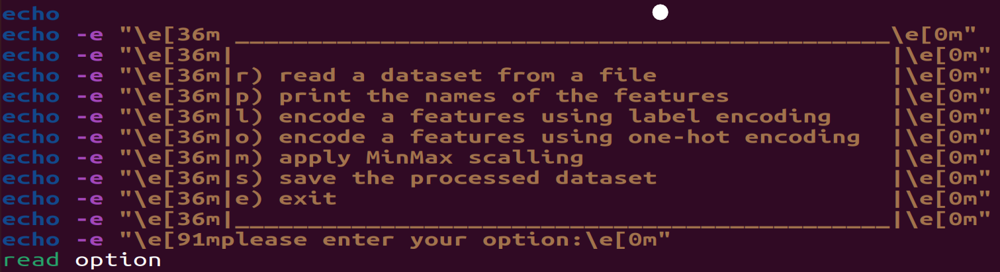 echo
echo -e "\e[36m _____________________________________________\e[0m"
echo -e "\e[36m|                                             |\e[0m"
echo -e "\e[36m|r) read a dataset from a file                |\e[0m"
echo -e "\e[36m|p) print the names of the features           |\e[0m"
echo -e "\e[36m|l) encode a features using label encoding    |\e[0m"
echo -e "\e[36m|o) encode a features using one-hot encoding  |\e[0m"
echo -e "\e[36m|m) apply MinMax scalling                     |\e[0m"
echo -e "\e[36m|s) save the processed dataset                |\e[0m"
echo -e "\e[36m|e) exit                                      |\e[0m"
echo -e "\e[36m|_____________________________________________|\e[0m"
echo -e "\e[91mplease enter your option:\e[0m"
read option